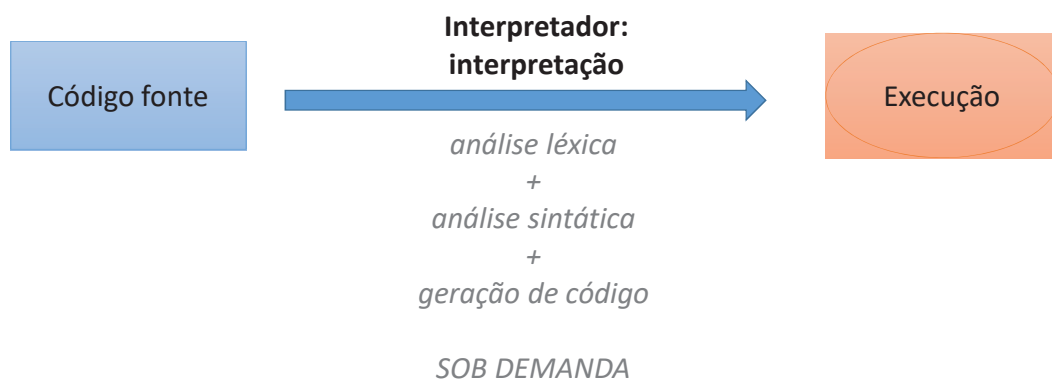 Interpretador:
interpretação
Código fonte
Execução
análise léxica
+
análise sintática
+
geração de código
SOB DEMANDA